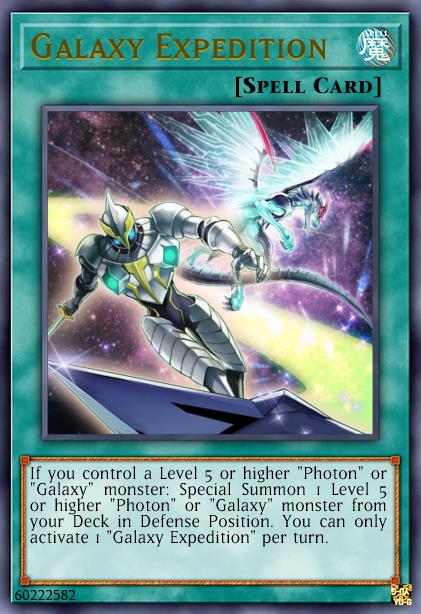 GALAXY EXPEDITION
SPELL
魔
[SPELL CARD]
If you control a Level 5 or higher "Photon" or
"Galaxy" monster: Special Summon 1 Level 5
or higher "Photon" or "Galaxy" monster from
your Deck in Defense Position. You can only
activate 1 "Galaxy Expedition" per turn.
60222582